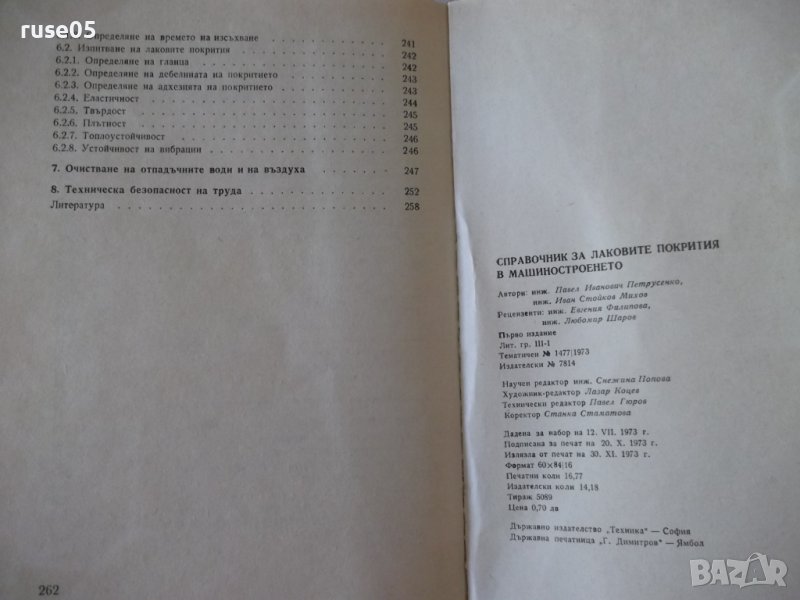 ruse05
Определяне на времето на изсъхване 241
6.2. Изпитване на лаковите покрития 242
6.2.1. Определяне на гланца 242
6.2.2. Определяне на дебелината на покритието 243
6.2.3. Определяне на адхезията на покритието 243
6.2.4. Еластичност 244
6.2.5. Твърдост 245
6.2.6. Плътност 245
6.2.7. Топлоустойчивост 246
6.2.8. Устойчивост на вибрации 246
7. Очистване на отпадъчните води и на въздуха 247
8. Техническа безопасност на труда 252
Литература 258
262
СПРАВОЧНИК ЗА ЛАКОВИТЕ ПОКРИТИЯ
В МАШИНОСТРОЕНЕТО
Автори: инж. Павел Иванович Петрусенко,
инж. Иван Стойков Михов
Рецензенти: инж. Евгения Филипова,
инж. Любомир Шаров
Първо издание
Лит. гр. III-1
Тематичен № 1477|1973
Издателски № 7814
Научен редактор инж. Снежина Попова
Художник-редактор Лазар Коцев
Технически редактор Павел Гюров
Коректор Станка Стаматова
Дадена за набор на 12. VII. 1973 г.
Подписана за печат на 20. X. 1973 г.
Излязла от печат на 30. XI. 1973 г.
Формат 60×84|16
Печатни коли 16,77
Издателски коли 14,18
Тираж 5089
Цена 0,70 лв
Държавно издателство „Техника" — София
Държавна печатница „Г. Димитров" — Ямбол
BAZAR